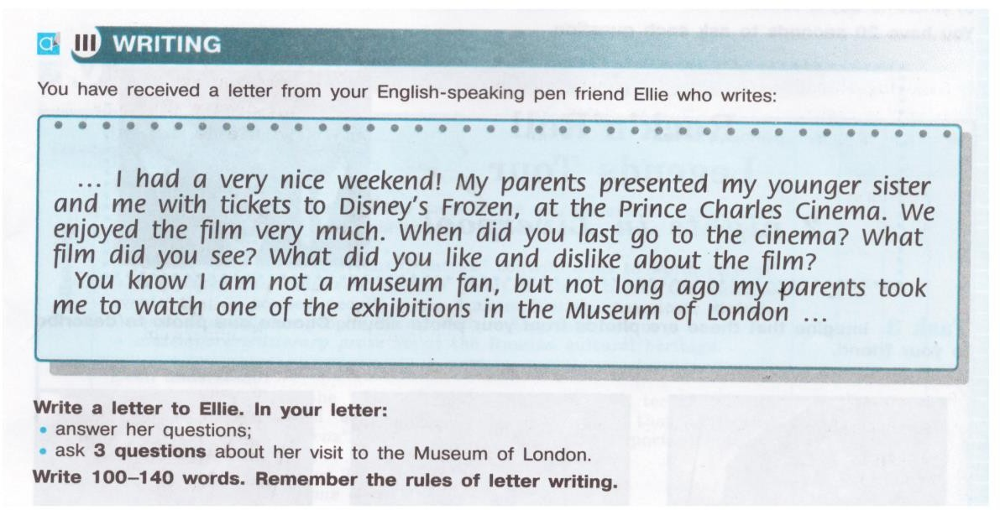 a III WRITING
You have received a letter from your English-speaking pen friend Ellie who writes:
... I had a very nice weekend! My parents presented my younger sister
and me with tickets to Disney's Frozen, at the Prince Charles Cinema. We
enjoyed the film very much. When did you last go to the cinema? What
film did you see? What did you like and dislike about the film?
You know I am not a museum fan, but not long ago my parents took
me to watch one of the exhibitions in the Museum of London ...
Write a letter to Ellie. In your letter:
• answer her questions;
• ask 3 questions about her visit to the Museum of London.
Write 100–140 words. Remember the rules of letter writing.